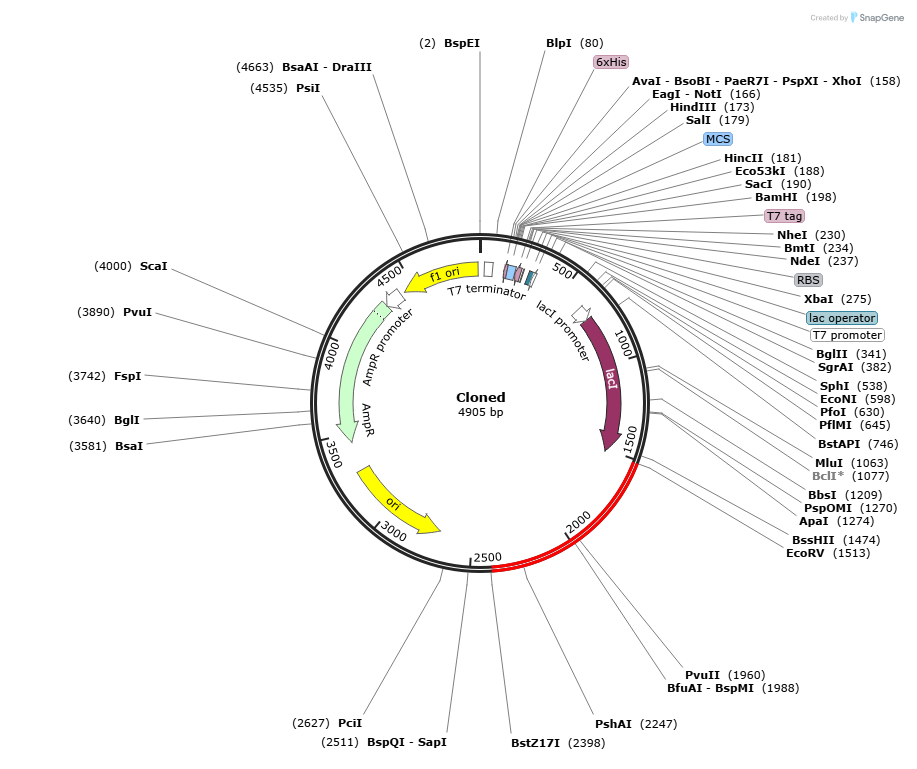 Created by SnapGene
(2) BspEI
BlpI (80)
(4663) BsaAI - DraIII
(4535) PsiI
6xHis
AvaI - BsoBI - PaeR7I - PspXI - XhoI (158)
EagI - NotI (166)
HindIII (173)
SalI (179)
MCS
HincII (181)
Eco53kI (188)
SacI (190)
BamHI (198)
T7 tag
NheI (230)
BmtI (234)
NdeI (237)
RBS
XbaI (275)
lac operator
T7 promoter
BglII (341)
SgrAI (382)
SphI (538)
EcoNI (598)
PfoI (630)
PflMI (645)
BstAPI (746)
MluI (1063)
BclI* (1077)
BbsI (1209)
PspOMI (1270)
ApaI (1274)
BssHII (1474)
EcoRV (1513)
PvuII (1960)
BfuAI - BspMI (1988)
PshAI (2247)
BstZ17I (2398)
(2511) BspQI - SapI
(2627) PciI
(3581) BsaI
(3640) BglI
(3742) FspI
(3890) PvuI
(4000) ScaI
500
1000
1500
2000
2500
3000
3500
4000
4500
f1 ori
T7 terminator
lacI promoter
lacI
AmpR promoter
AmpR
ori
Cloned
4905 bp